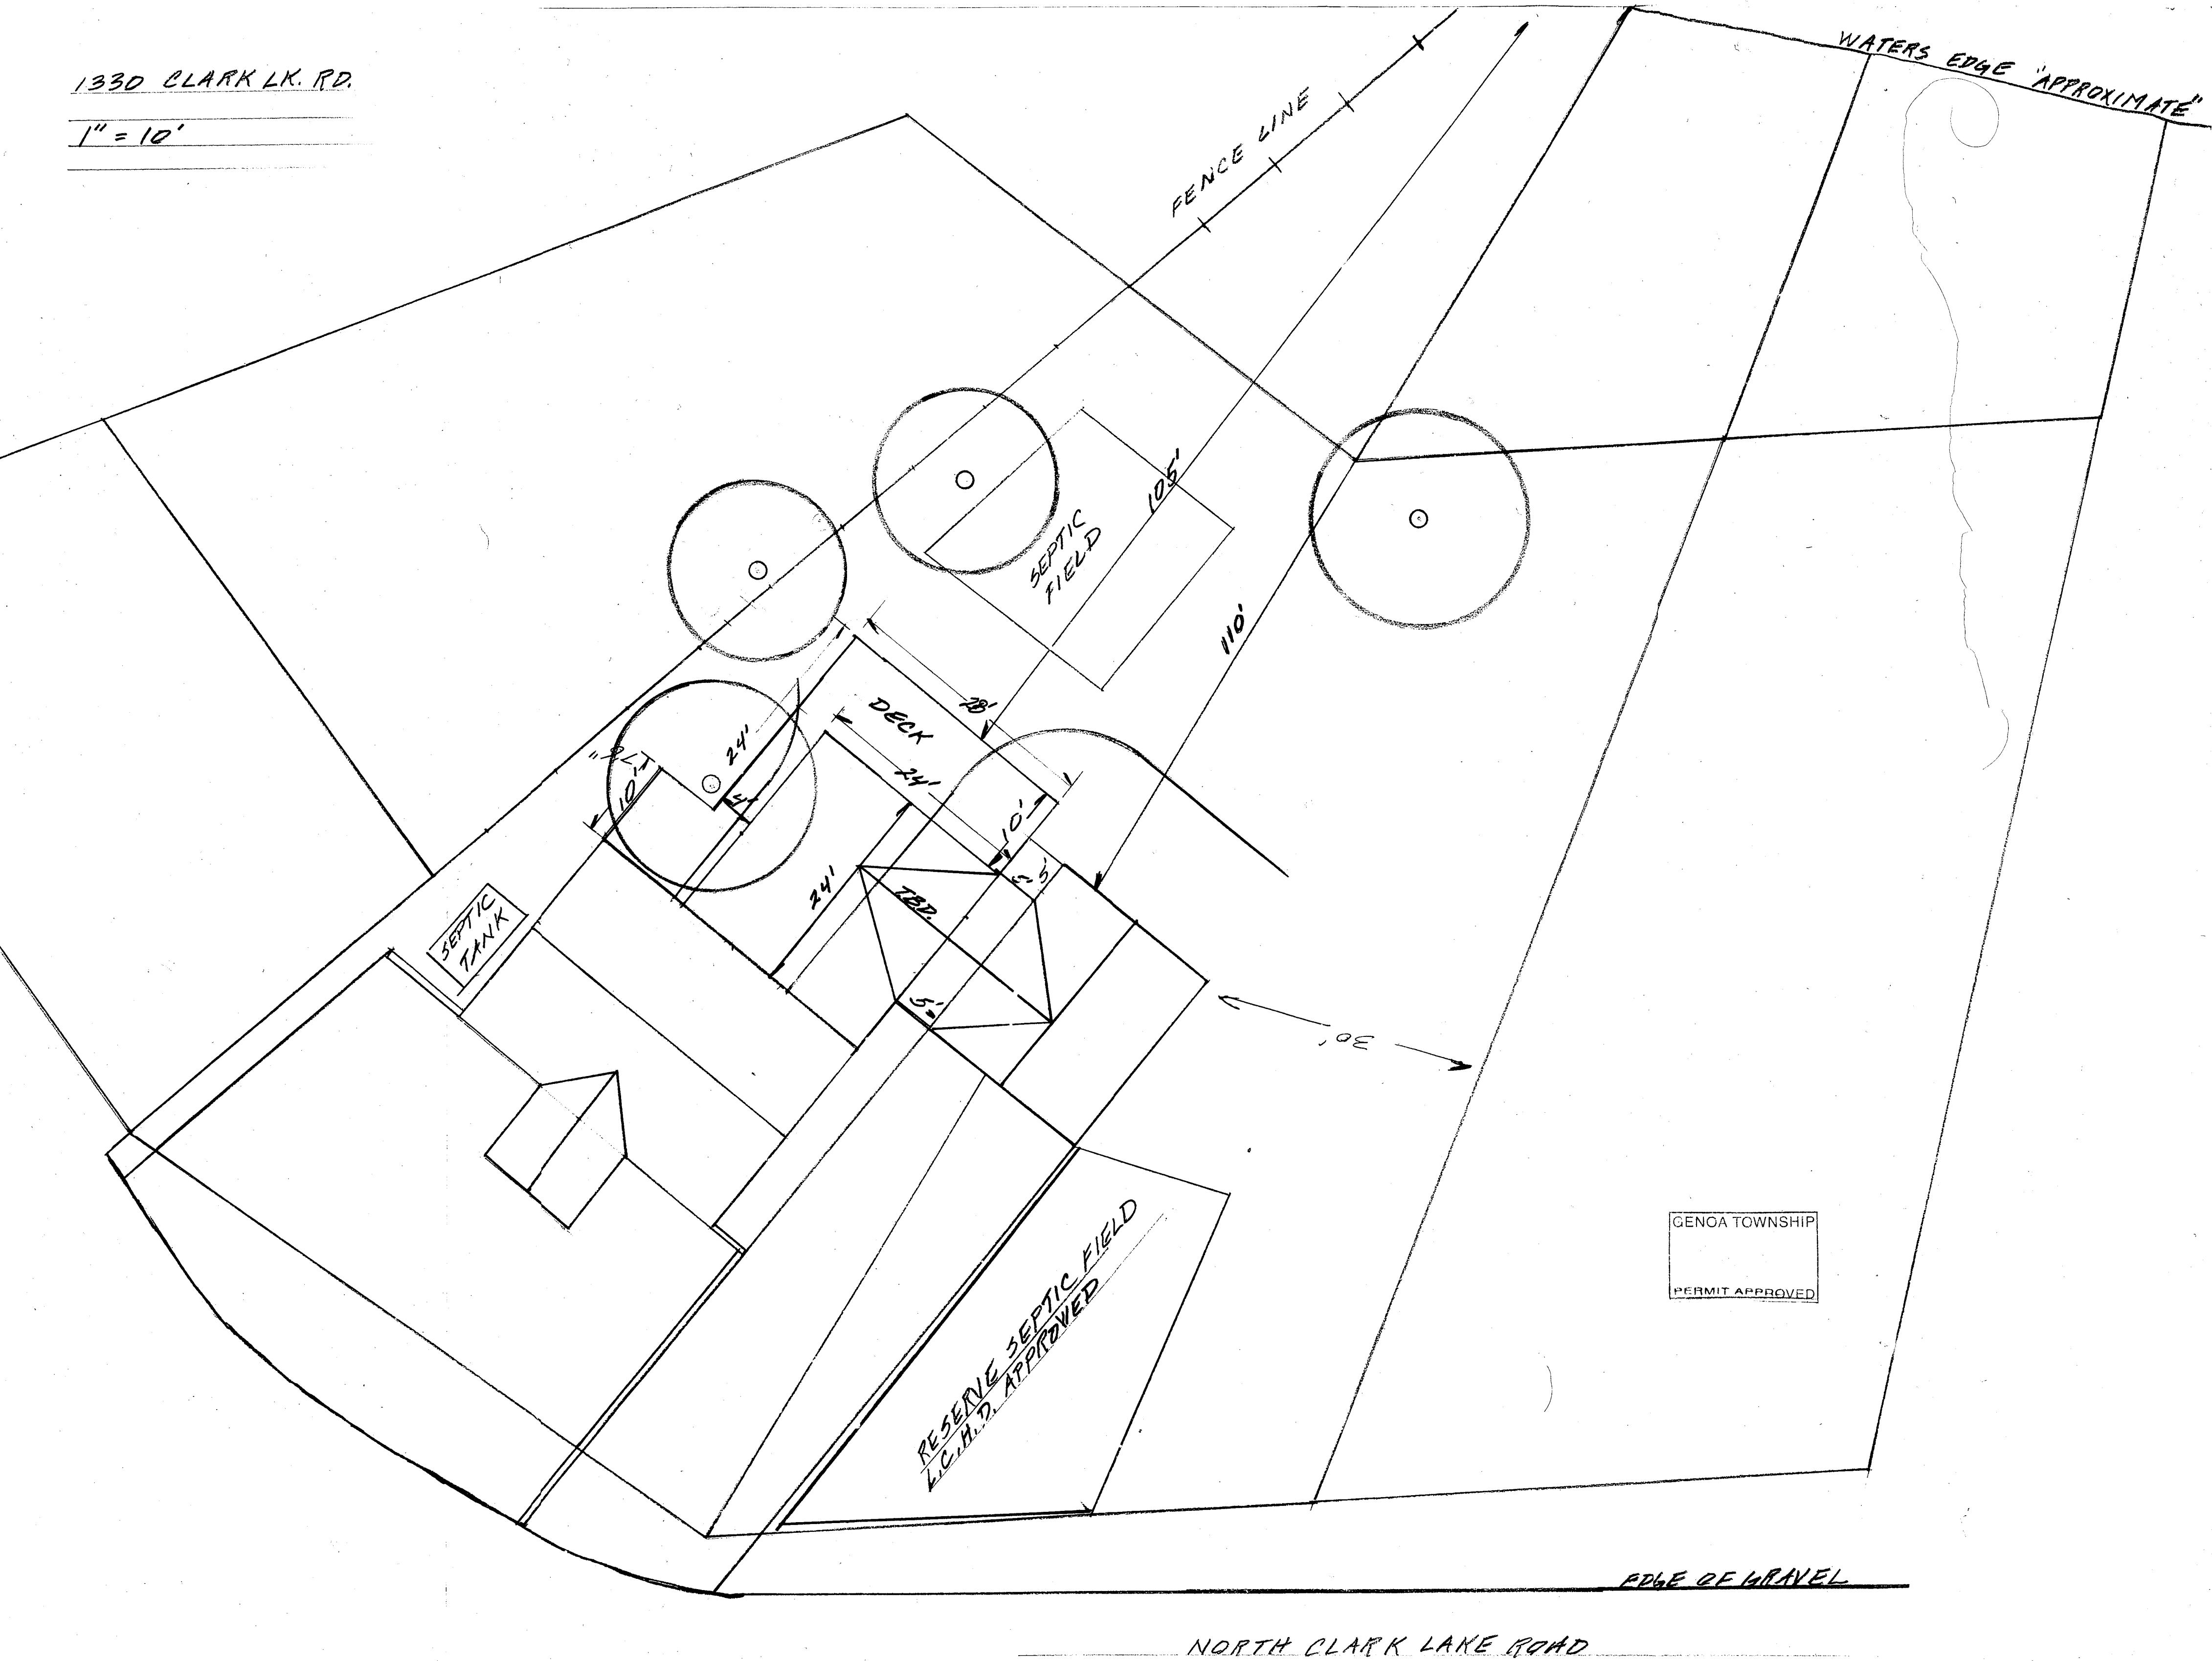 1330 CLARK LK. RD.
1" = 10'
WATERS EDGE "APPROXIMATE"
FENCE LINE
105'
SEPTIC
FIELD
110'
28'
DECK
24'
24'
10'
10'
4'
24'
T.B.D.
5'
5'
SEPTIC
TANK
30'
RESERVE SEPTIC FIELD
L.C.H.D. APPROVED
GENOA TOWNSHIP
PERMIT APPROVED
EDGE OF GRAVEL
NORTH CLARK LAKE ROAD